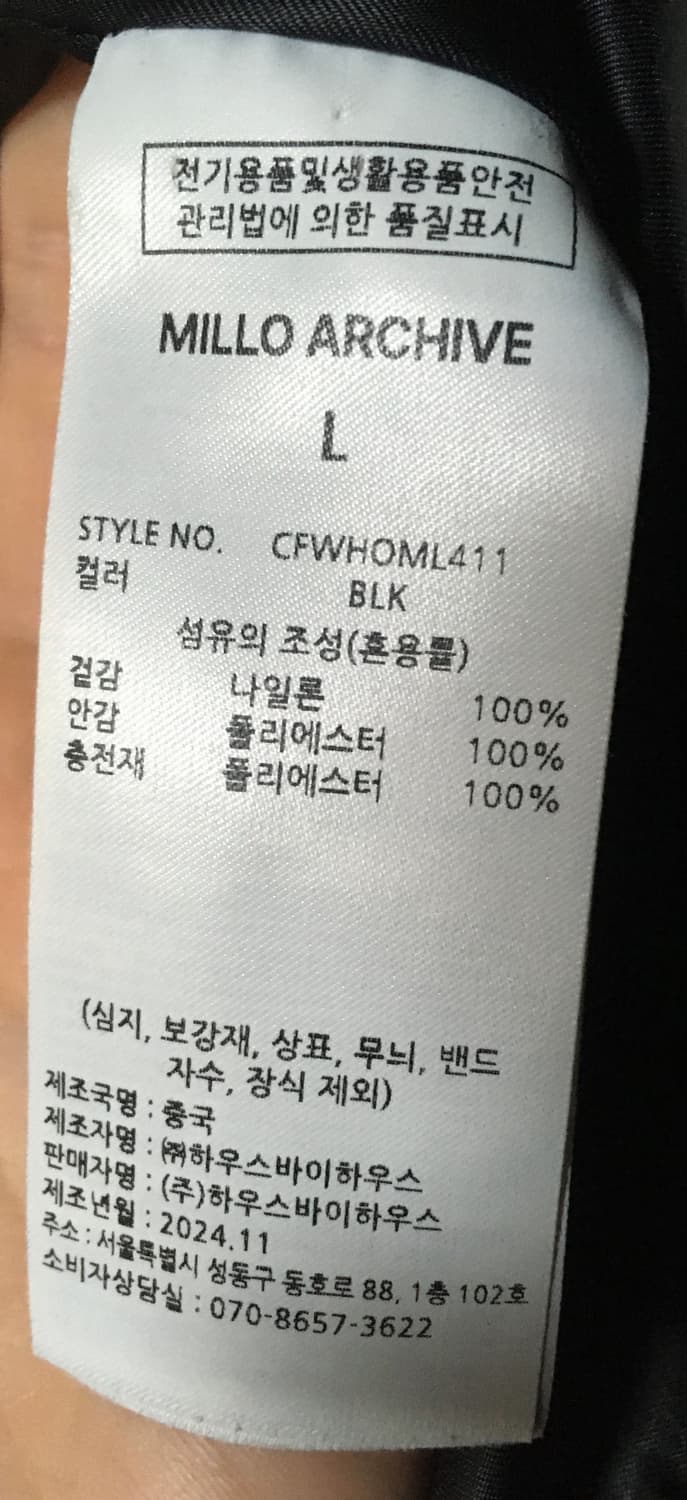 전기용품및생활용품안전
관리법에 의한 품질표시
MILLO ARCHIVE
L
STYLE NO. CFWHOML411
컬러 BLK
섬유의 조성(혼용률)
겉감 나일론 100%
안감 폴리에스터 100%
충전재 폴리에스터 100%
(심지, 보강재, 상표, 무늬, 밴드
자수, 장식 제외)
제조국명 : 중국
제조자명 : ㈜하우스바이하우스
판매자명 : (주)하우스바이하우스
제조년월 : 2024.11
주소 : 서울특별시 성동구 동호로 88, 1층 102호
소비자상담실 : 070-8657-3622